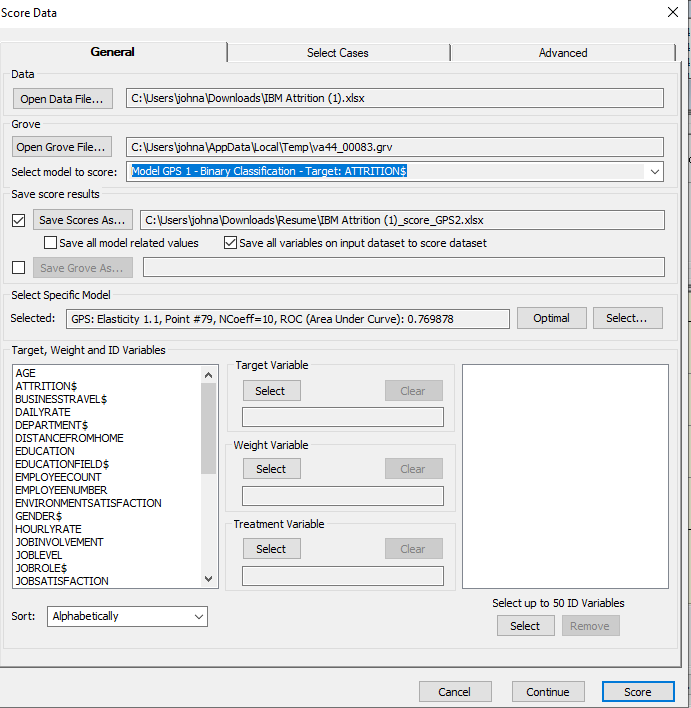 Score Data
General Select Cases Advanced
Data
Open Data File... C:\Users\johna\Downloads\IBM Attrition (1).xlsx
Grove
Open Grove File... C:\Users\johna\AppData\Local\Temp\va44_00083.grv
Select model to score: Model GPS 1 - Binary Classification - Target: ATTRITION$
Save score results
Save Scores As... C:\Users\johna\Downloads\Resume\IBM Attrition (1)_score_GPS2.xlsx
Save all model related values Save all variables on input dataset to score dataset
Save Grove As...
Select Specific Model
Selected: GPS: Elasticity 1.1, Point #79, NCoeff=10, ROC (Area Under Curve): 0.769878 Optimal Select...
Target, Weight and ID Variables
AGE
ATTRITION$
BUSINESSTRAVEL$
DAILYRATE
DEPARTMENT$
DISTANCEFROMHOME
EDUCATION
EDUCATIONFIELD$
EMPLOYEECOUNT
EMPLOYEENUMBER
ENVIRONMENTSATISFACTION
GENDER$
HOURLYRATE
JOBINVOLVEMENT
JOBLEVEL
JOBROLE$
JOBSATISFACTION
Sort: Alphabetically
Target Variable
Select Clear
Weight Variable
Select Clear
Treatment Variable
Select Clear
Select up to 50 ID Variables
Select Remove
Cancel Continue Score